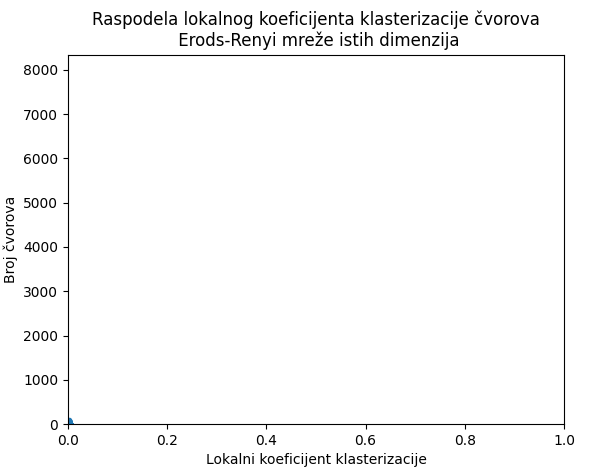 Raspodela lokalnog koeficijenta klasterizacije čvorova
Erods-Renyi mreže istih dimenzija
8000
7000
6000
5000
4000
3000
2000
1000
0
Broj čvorova
0.0 0.2 0.4 0.6 0.8 1.0
Lokalni koeficijent klasterizacije